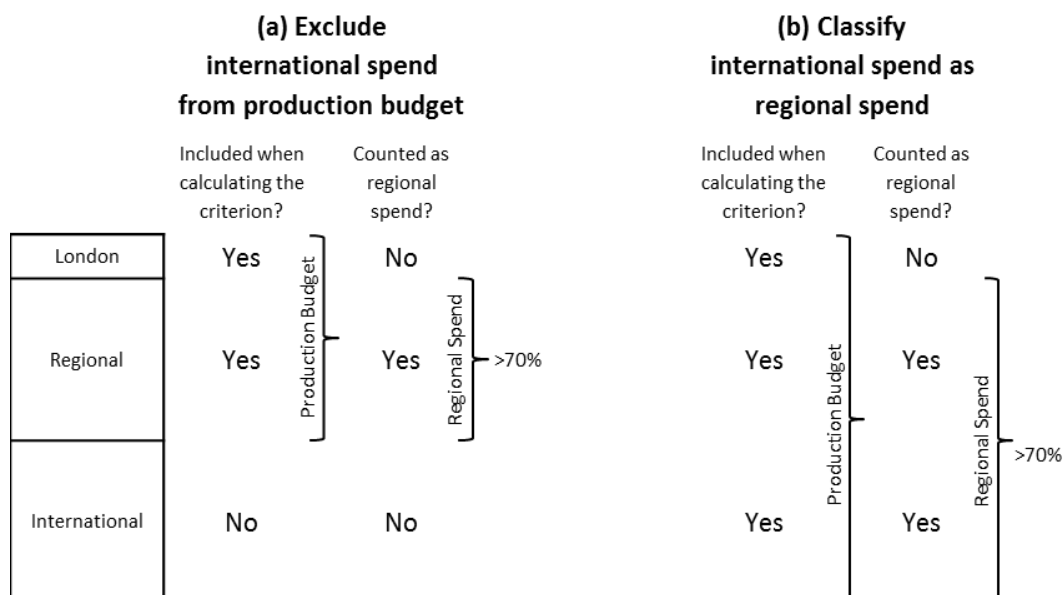 (a) Exclude
international spend
from production budget
(b) Classify
international spend as
regional spend
Included when
calculating the
criterion?
Counted as
regional
spend?
Included when
calculating the
criterion?
Counted as
regional
spend?
London
Yes
No
Yes
No
Regional
Yes
Production Budget
Yes
Regional Spend
>70%
Yes
Production Budget
Yes
Regional Spend
>70%
International
No
No
Yes
Yes